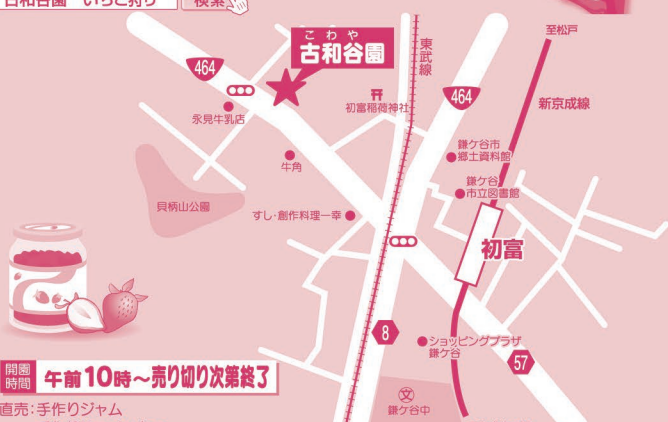 古和谷園 いちご狩り 検索
こわや
古和谷園
東武線
至松戸
464
464
新京成線
初富稲荷神社
永見牛乳店
鎌ケ谷市
郷土資料館
牛角
鎌ケ谷
市立図書館
貝柄山公園
すし・創作料理一幸
初富
8
ショッピングプラザ
鎌ケ谷
57
文
鎌ケ谷中
開園
時間
午前10時～売り切り次第終了
直売:手作りジャム